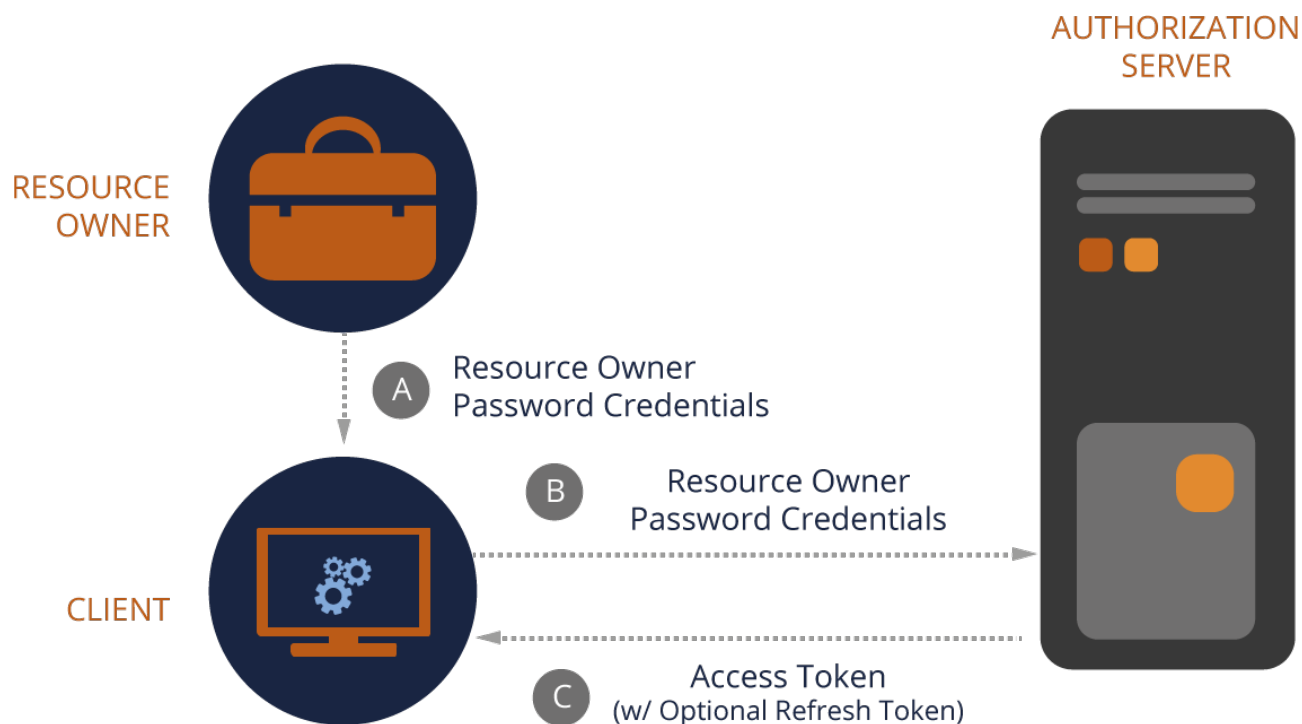 AUTHORIZATION
SERVER
RESOURCE
OWNER
A
Resource Owner
Password Credentials
B
Resource Owner
Password Credentials
CLIENT
C
Access Token
(w/ Optional Refresh Token)